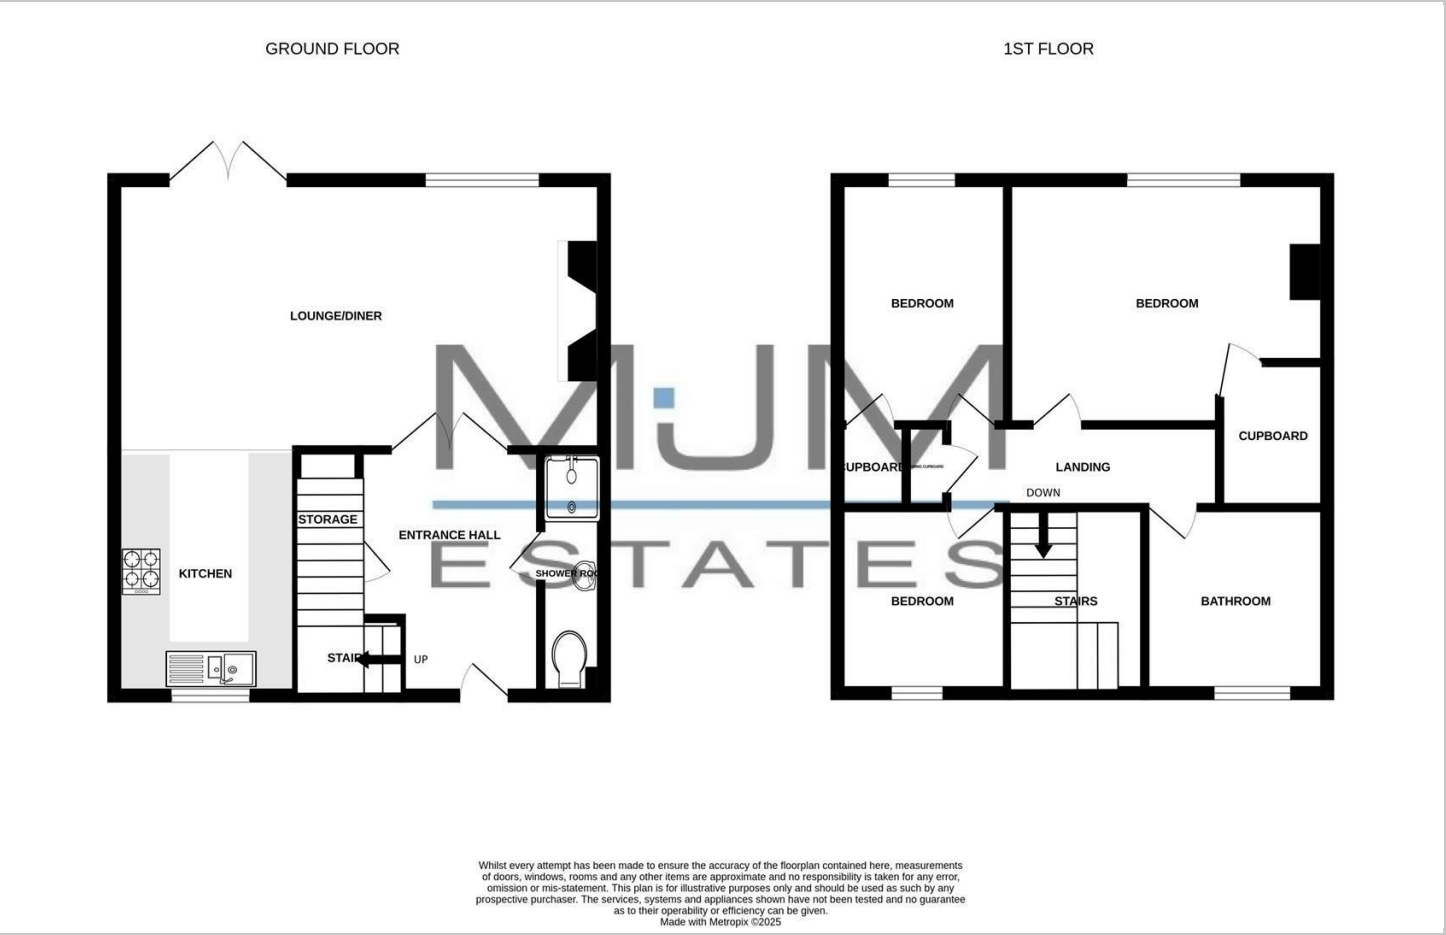 GROUND FLOOR
1ST FLOOR
LOUNGE/DINER
BEDROOM
BEDROOM
MJM
ESTATES
CUPBOARD
CUPBOARD
LANDING
DOWN
STORAGE
ENTRANCE HALL
KITCHEN
SHOWER ROO
BEDROOM
STAIRS
BATHROOM
STAIR
UP
Whilst every attempt has been made to ensure the accuracy of the floorplan contained here, measurements
of doors, windows, rooms and any other items are approximate and no responsibility is taken for any error,
omission or mis-statement. This plan is for illustrative purposes only and should be used as such by any
prospective purchaser. The services, systems and appliances shown have not been tested and no guarantee
as to their operability or efficiency can be given.
Made with Metropix ©2025